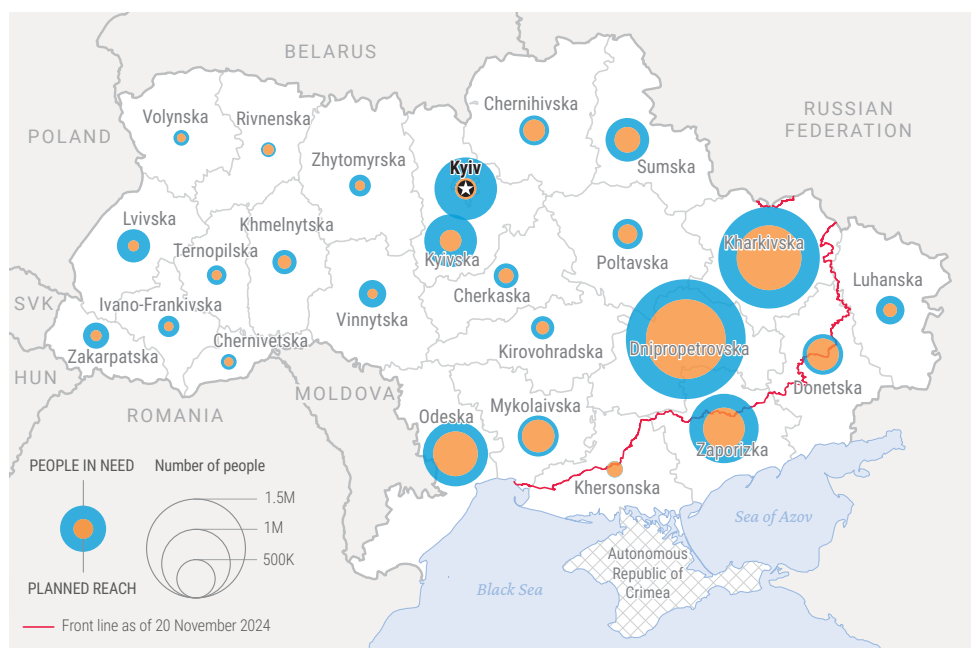 BELARUS
POLAND
RUSSIAN
FEDERATION
Volynska
Rivnenska
Chernihivska
Zhytomyrska
Kyiv
Sumska
Lvivska
Khmelnytska
Ternopilska
Kyivska
Poltavska
Kharkivska
Luhanska
Ivano-Frankivska
Cherkaska
SVK
Vinnytska
Chernivetska
Zakarpatska
Kirovohradska
Dnipropetrovska
Donetska
HUN
MOLDOVA
ROMANIA
Odeska
Mykolaivska
Zaporizka
Khersonska
PEOPLE IN NEED
PLANNED REACH
Number of people
1.5M
1M
500K
Sea of Azov
Black Sea
Autonomous
Republic of
Crimea
Front line as of 20 November 2024